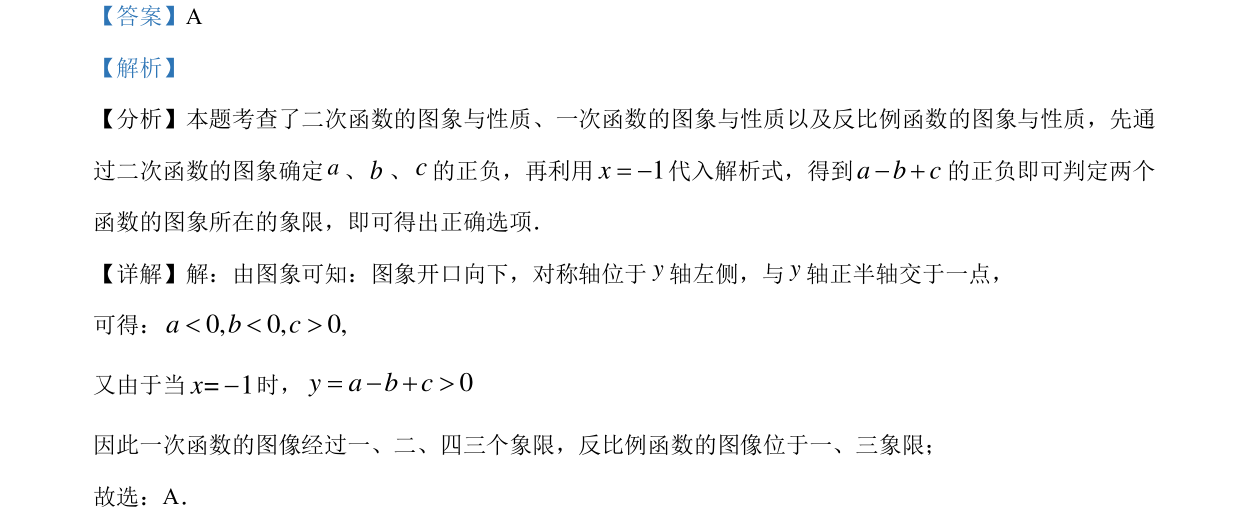 【答案】A
【解析】
【分析】本题考查了二次函数的图象与性质、一次函数的图象与性质以及反比例函数的图象与性质，先通
过二次函数的图象确定a、b、c的正负，再利用x=−1代入解析式，得到a−b+c的正负即可判定两个
函数的图象所在的象限，即可得出正确选项．
【详解】解：由图象可知：图象开口向下，对称轴位于y轴左侧，与y轴正半轴交于一点，
可得：a<0,b<0,c>0,
又由于当x=−1时，y=a−b+c>0
因此一次函数的图像经过一、二、四三个象限，反比例函数的图像位于一、三象限；
故选：A．